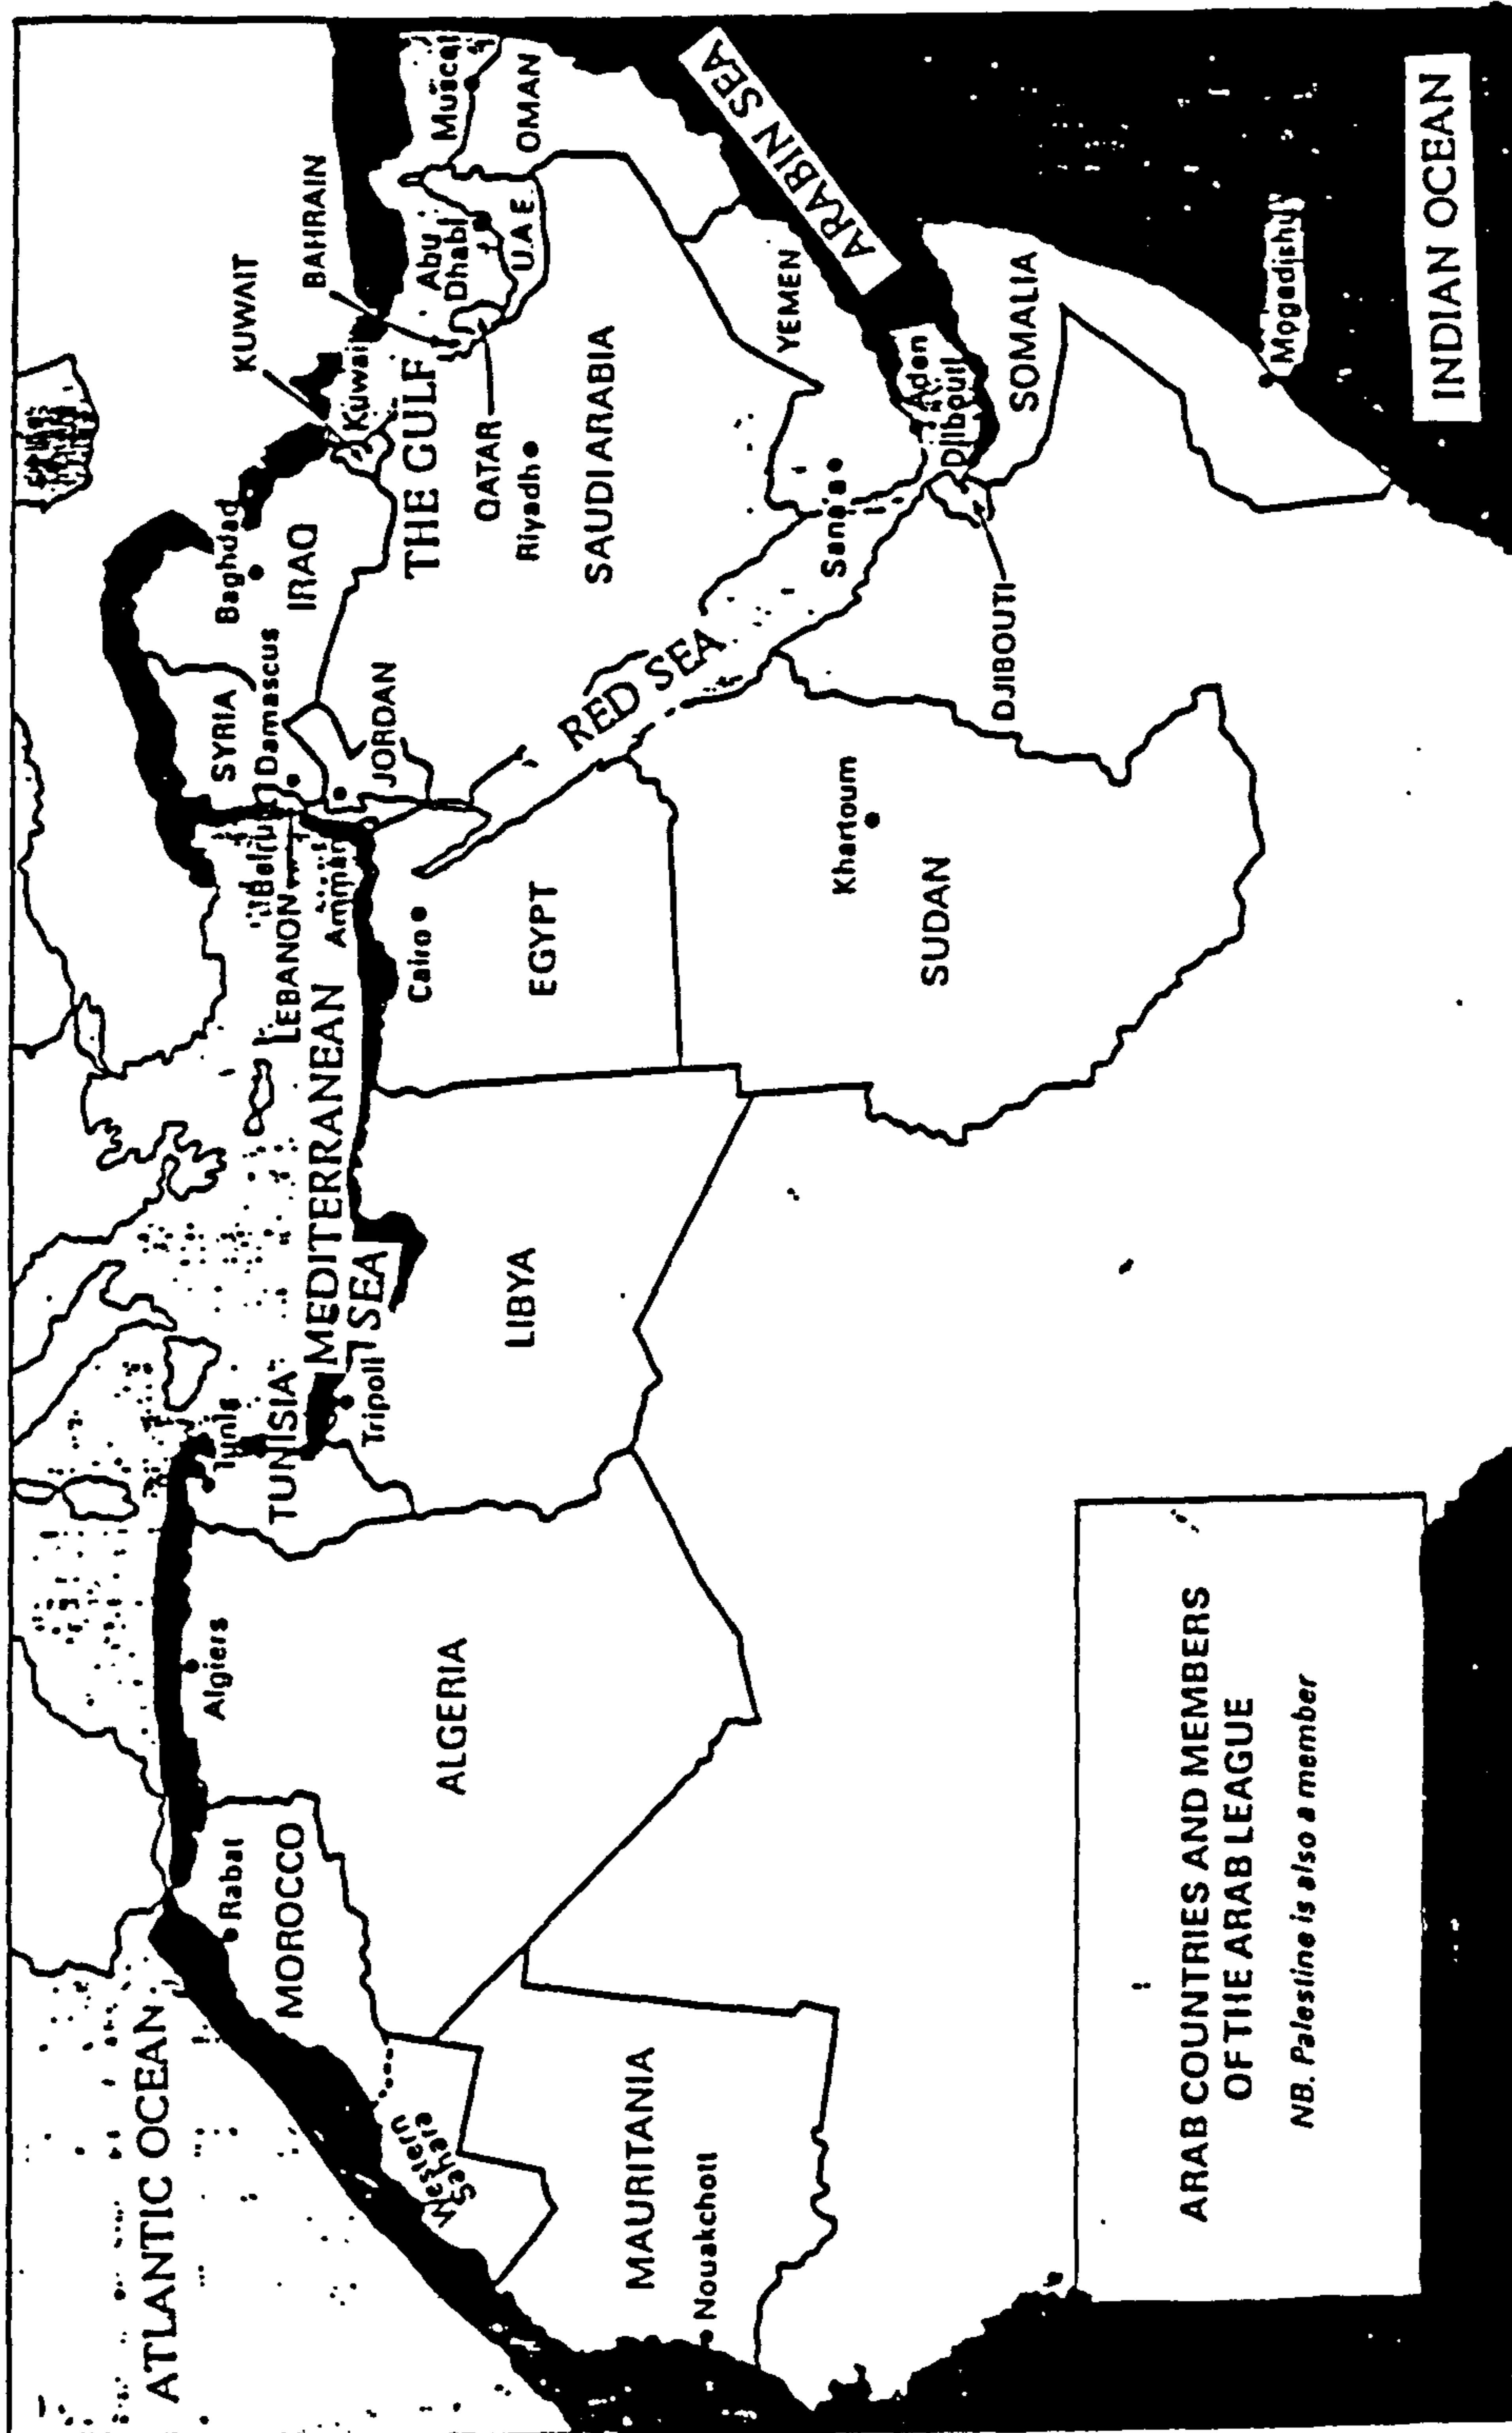 ATLANTIC OCEAN
Rabat
MOROCCO
Western
Sahara
MAURITANIA
Nouakchott
Algiers
ALGERIA
Tunis
TUNISIA
MEDITERRANEAN
SEA
Tripoli
LIBYA
LEBANON
Beirut
Amman
Cairo
EGYPT
SYRIA
Damascus
JORDAN
Baghdad
IRAQ
KUWAIT
Kuwait
BAHRAIN
THE GULF
QATAR
Riyadh
SAUDI ARABIA
Abu
Dhabi
U.A E
Muscat
OMAN
RED SEA
YEMEN
Sana'a
Aden
ARABIN SEA
Khartoum
SUDAN
DJIBOUTI
Djibouti
SOMALIA
Mogadishu
INDIAN OCEAN
ARAB COUNTRIES AND MEMBERS
OF THE ARAB LEAGUE
NB. Palestine is also a member